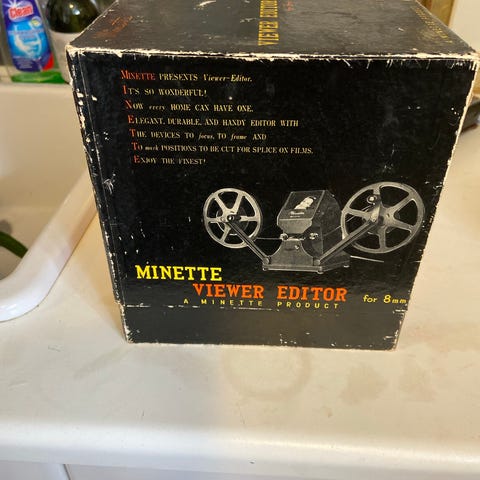 VIEWER EDITOR
MINETTE PRESENTS Viewer-Editor.
IT'S SO WONDERFUL!
NOW every HOME CAN HAVE ONE.
ELEGANT, DURABLE, AND HANDY EDITOR WITH
THE DEVICES TO focus, TO frame AND
TO mark POSITIONS TO BE CUT FOR SPLICE ON FILMS.
ENJOY THE FINEST!
MINETTE
VIEWER EDITOR for 8mm
A MINETTE PRODUCT